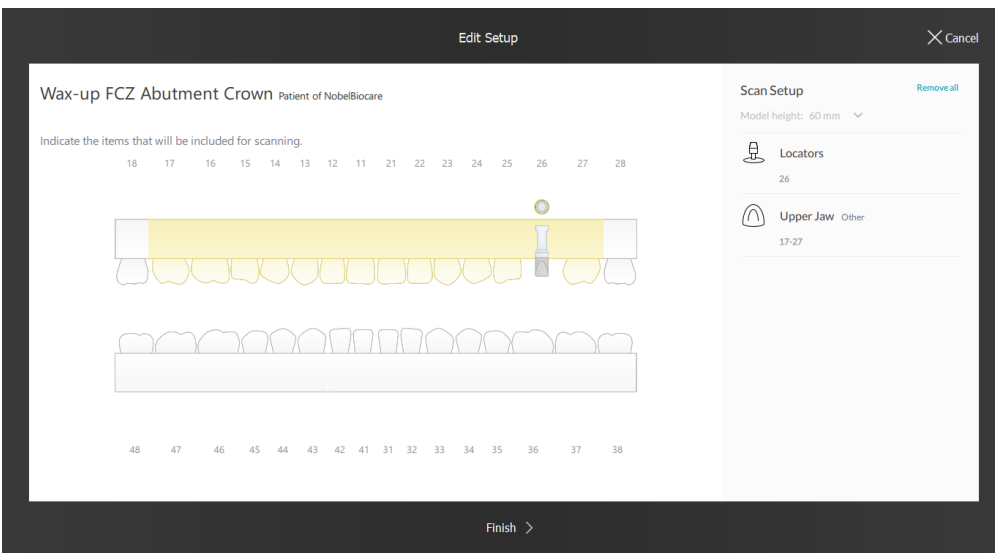 Edit Setup
Cancel
Wax-up FCZ Abutment Crown Patient of NobelBiocare
Indicate the items that will be included for scanning.
18 17 16 15 14 13 12 11 21 22 23 24 25 26 27 28
48 47 46 45 44 43 42 41 31 32 33 34 35 36 37 38
Scan Setup Remove all
Model height: 60 mm
Locators
26
Upper Jaw Other
17-27
Finish